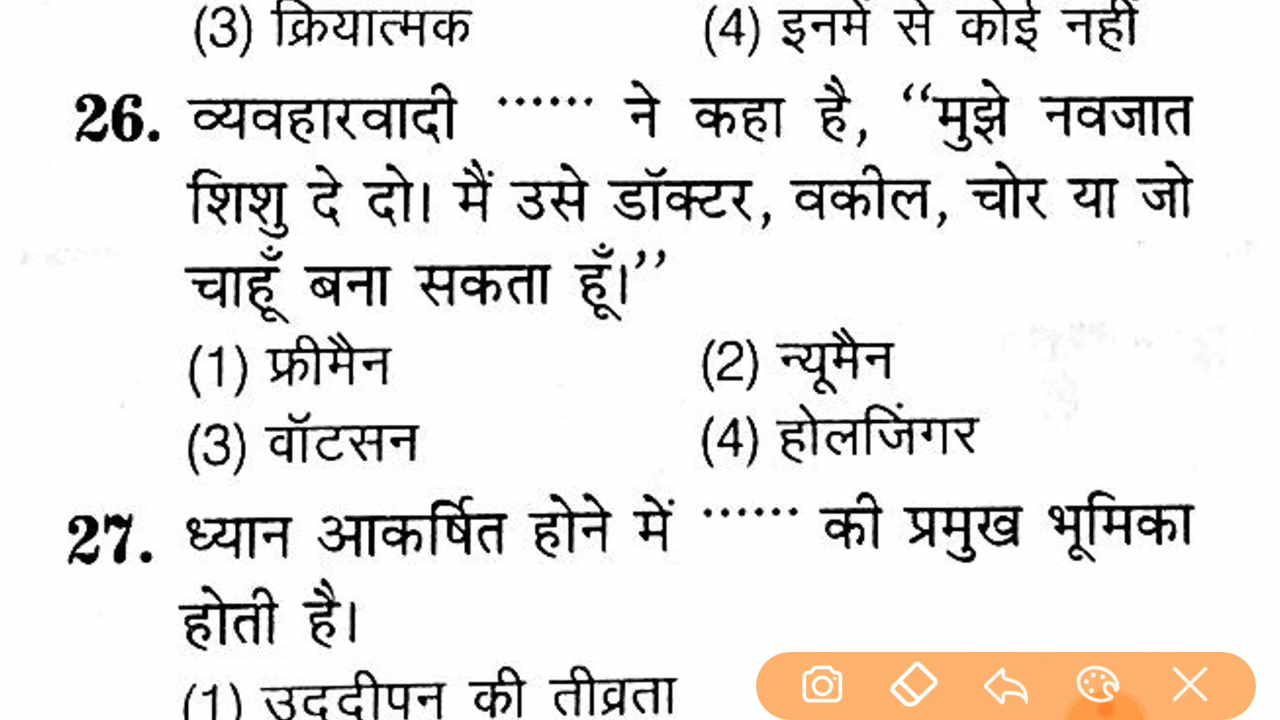 (3) क्रियात्मक (4) इनमें से कोई नहीं
26. व्यवहारवादी ...... ने कहा है, ‘‘मुझे नवजात
शिशु दे दो। मैं उसे डॉक्टर, वकील, चोर या जो
चाहूँ बना सकता हूँ।’’
(1) फ्रीमैन (2) न्यूमैन
(3) वॉटसन (4) होलजिंगर
27. ध्यान आकर्षित होने में ...... की प्रमुख भूमिका
होती है।
(1) उद्दीपन की तीव्रता